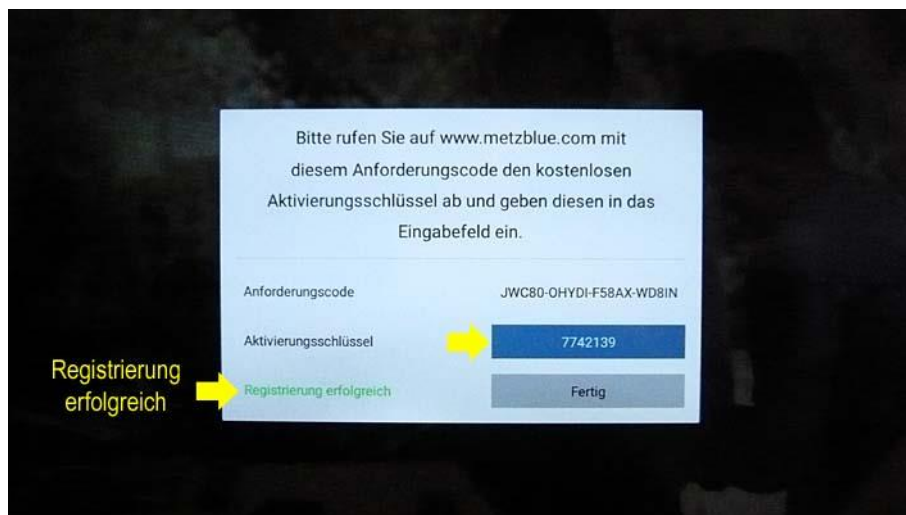 Bitte rufen Sie auf www.metzblue.com mit
diesem Anforderungscode den kostenlosen
Aktivierungsschlüssel ab und geben diesen in das
Eingabefeld ein.
Anforderungscode JWC80-OHYDI-F58AX-WD8IN
Aktivierungsschlüssel 7742139
Registrierung erfolgreich Fertig
Registrierung
erfolgreich